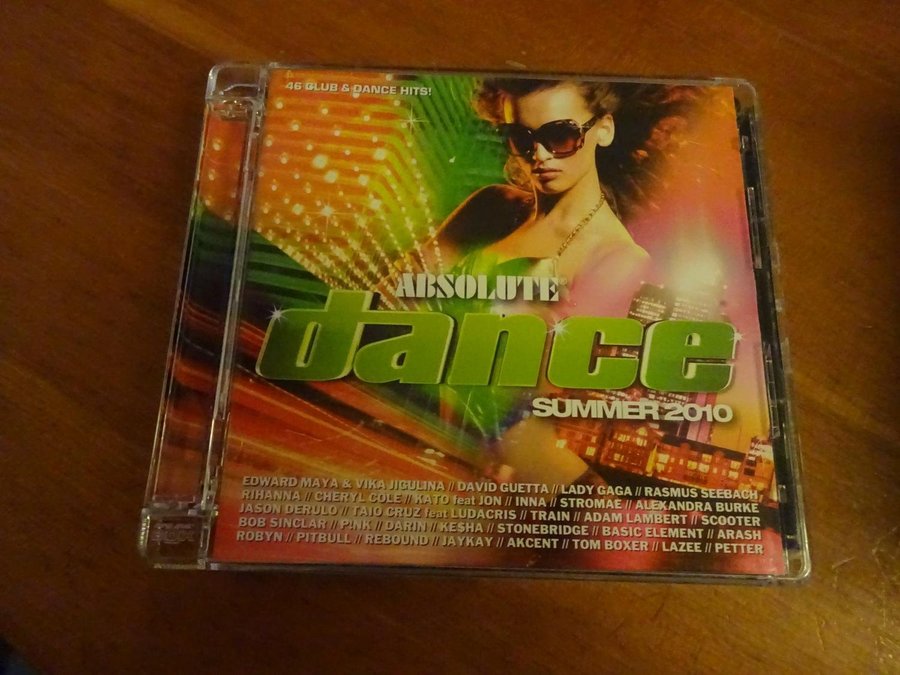 46 CLUB & DANCE HITS!
ABSOLUTE®
dance
SUMMER 2010
EDWARD MAYA & VIKA JIGULINA // DAVID GUETTA // LADY GAGA // RASMUS SEEBACH
RIHANNA // CHERYL COLE // KATO feat JON // INNA // STROMAE // ALEXANDRA BURKE
JASON DERULO // TAIO CRUZ feat LUDACRIS // TRAIN // ADAM LAMBERT // SCOOTER
BOB SINCLAR // P!NK // DARIN // KESHA // STONEBRIDGE // BASIC ELEMENT // ARASH
ROBYN // PITBULL // REBOUND // JAYKAY // AKCENT // TOM BOXER // LAZEE // PETTER